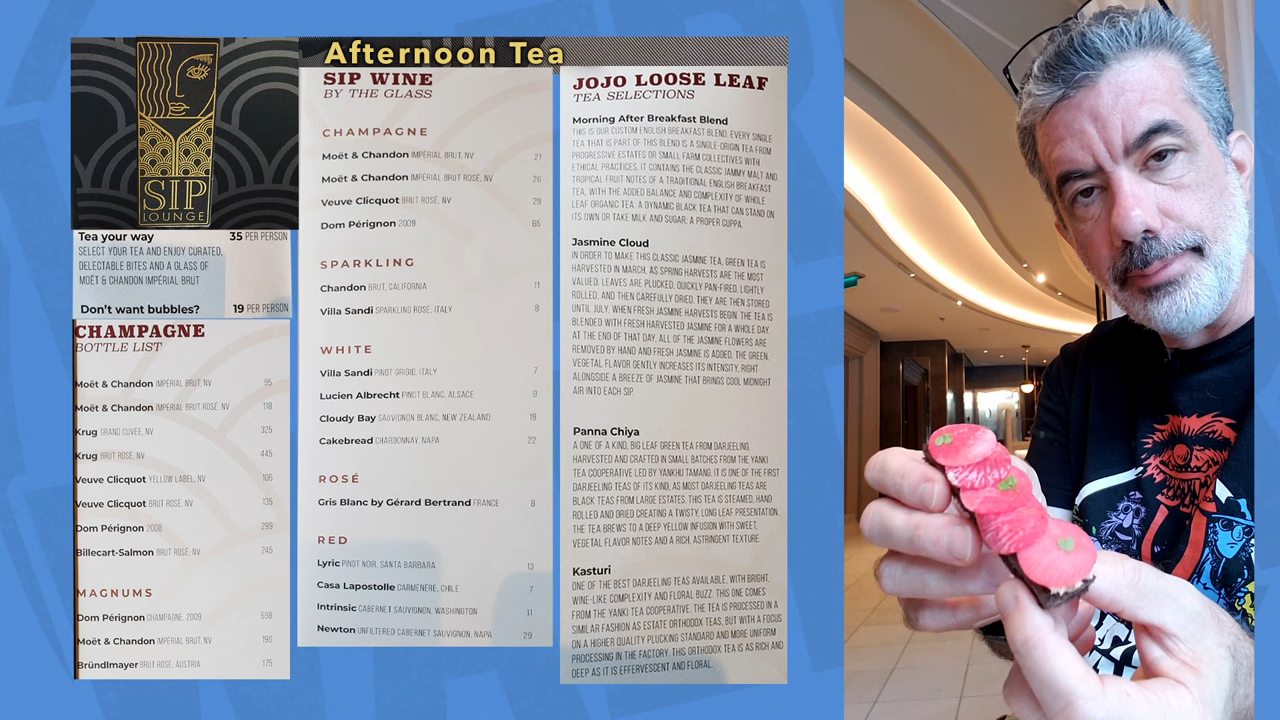 Afternoon Tea
SIP
LOUNGE
Tea your way 35 PER PERSON
SELECT YOUR TEA AND ENJOY CURATED,
DELECTABLE BITES AND A GLASS OF
MOËT & CHANDON IMPÉRIAL BRUT
Don't want bubbles? 19 PER PERSON
CHAMPAGNE
BOTTLE LIST
Moët & Chandon IMPÉRIAL BRUT, NV 95
Moët & Chandon IMPÉRIAL BRUT ROSÉ, NV 118
Krug GRAND CUVÉE, NV 325
Krug BRUT ROSÉ, NV 445
Veuve Clicquot YELLOW LABEL, NV 106
Veuve Clicquot BRUT ROSÉ, NV 135
Dom Pérignon 2008 299
Billecart-Salmon BRUT ROSÉ, NV 245
MAGNUMS
Dom Pérignon CHAMPAGNE, 2009 698
Moët & Chandon IMPÉRIAL BRUT, NV 190
Bründlmayer BRUT ROSÉ, AUSTRIA 175
SIP WINE
BY THE GLASS
CHAMPAGNE
Moët & Chandon IMPÉRIAL BRUT, NV 21
Moët & Chandon IMPÉRIAL BRUT ROSÉ, NV 26
Veuve Clicquot BRUT ROSÉ, NV 29
Dom Pérignon 2009 65
SPARKLING
Chandon BRUT, CALIFORNIA 11
Villa Sandi SPARKLING ROSE, ITALY 8
WHITE
Villa Sandi PINOT GRIGIO, ITALY 7
Lucien Albrecht PINOT BLANC, ALSACE 9
Cloudy Bay SAUVIGNON BLANC, NEW ZEALAND 19
Cakebread CHARDONNAY, NAPA 22
ROSÉ
Gris Blanc by Gérard Bertrand FRANCE 8
RED
Lyric PINOT NOIR, SANTA BARBARA 13
Casa Lapostolle CARMÉNÈRE, CHILE 7
Intrinsic CABERNET SAUVIGNON, WASHINGTON 11
Newton UNFILTERED CABERNET SAUVIGNON, NAPA 29
JOJO LOOSE LEAF
TEA SELECTIONS
Morning After Breakfast Blend
THIS IS OUR CUSTOM ENGLISH BREAKFAST BLEND. EVERY SINGLE
TEA THAT IS PART OF THIS BLEND IS A SINGLE-ORIGIN TEA FROM
PROGRESSIVE ESTATES OR SMALL FARM COLLECTIVES WITH
ETHICAL PRACTICES. IT CONTAINS THE CLASSIC JAMMY MALT AND
TROPICAL FRUIT NOTES OF A TRADITIONAL ENGLISH BREAKFAST
TEA, WITH THE ADDED BALANCE AND COMPLEXITY OF WHOLE
LEAF ORGANIC TEA. A DYNAMIC BLACK TEA THAT CAN STAND ON
ITS OWN OR TAKE MILK AND SUGAR; A PROPER CUPPA.
Jasmine Cloud
IN ORDER TO MAKE THIS CLASSIC JASMINE TEA, GREEN TEA IS
HARVESTED IN MARCH, AS SPRING HARVESTS ARE THE MOST
VALUED. LEAVES ARE PLUCKED, QUICKLY PAN-FIRED, LIGHTLY
ROLLED, AND THEN CAREFULLY DRIED. THEY ARE THEN STORED
UNTIL JULY, WHEN FRESH JASMINE HARVESTS BEGIN. THE TEA IS
BLENDED WITH FRESH HARVESTED JASMINE FOR A WHOLE DAY.
AT THE END OF THAT DAY, ALL OF THE JASMINE FLOWERS ARE
REMOVED BY HAND AND FRESH JASMINE IS ADDED. THE GREEN,
VEGETAL FLAVOR GENTLY INCREASES ITS INTENSITY, RIGHT
ALONGSIDE A BREEZE OF JASMINE THAT BRINGS COOL MIDNIGHT
AIR INTO EACH SIP.
Panna Chiya
A ONE OF A KIND, BIG LEAF GREEN TEA FROM DARJEELING,
HARVESTED AND CRAFTED IN SMALL BATCHES FROM THE YANKI
TEA COOPERATIVE LED BY YANKHU TAMANG. IT IS ONE OF THE FIRST
DARJEELING TEAS OF ITS KIND, AS MOST DARJEELING TEAS ARE
BLACK TEAS FROM LARGE ESTATES. THIS TEA IS STEAMED, HAND
ROLLED AND DRIED CREATING A TWISTY, LONG LEAF PRESENTATION.
THE TEA BREWS TO A DEEP YELLOW INFUSION WITH SWEET,
VEGETAL FLAVOR NOTES AND A RICH, ASTRINGENT TEXTURE.
Kasturi
ONE OF THE BEST DARJEELING TEAS AVAILABLE, WITH BRIGHT,
WINE-LIKE COMPLEXITY AND FLORAL BUZZ. THIS ONE COMES
FROM THE YANKI TEA COOPERATIVE. THE TEA IS PROCESSED IN A
SIMILAR FASHION AS ESTATE ORTHODOX TEAS, BUT WITH A FOCUS
ON A HIGHER QUALITY PLUCKING STANDARD AND MORE UNIFORM
PROCESSING IN THE FACTORY. THIS ORTHODOX TEA IS AS RICH AND
DEEP AS IT IS EFFERVESCENT AND FLORAL.